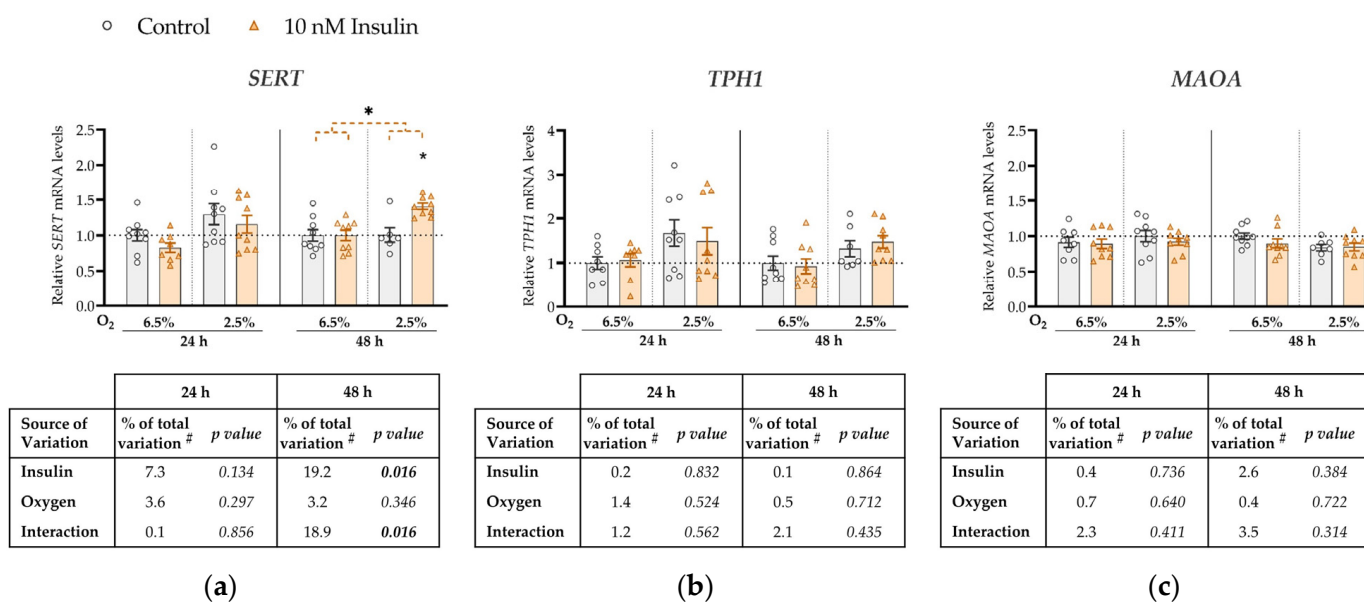 Control 10 nM Insulin
SERT
Relative SERT mRNA levels
2.5
2.0
1.5
1.0
0.5
0.0
*
*
O2 6.5% 2.5% 6.5% 2.5%
24 h 48 h
TPH1
Relative TPH1 mRNA levels
4
3
2
1
0
O2 6.5% 2.5% 6.5% 2.5%
24 h 48 h
MAOA
Relative MAOA mRNA levels
2.5
2.0
1.5
1.0
0.5
0.0
O2 6.5% 2.5% 6.5% 2.5%
24 h 48 h
24 h 48 h
Source of Variation % of total variation # p value % of total variation # p value
Insulin 7.3 0.134 19.2 0.016
Oxygen 3.6 0.297 3.2 0.346
Interaction 0.1 0.856 18.9 0.016
(a)
24 h 48 h
Source of Variation % of total variation # p value % of total variation # p value
Insulin 0.2 0.832 0.1 0.864
Oxygen 1.4 0.524 0.5 0.712
Interaction 1.2 0.562 2.1 0.435
(b)
24 h 48 h
Source of Variation % of total variation # p value % of total variation # p value
Insulin 0.4 0.736 2.6 0.384
Oxygen 0.7 0.640 0.4 0.722
Interaction 2.3 0.411 3.5 0.314
(c)